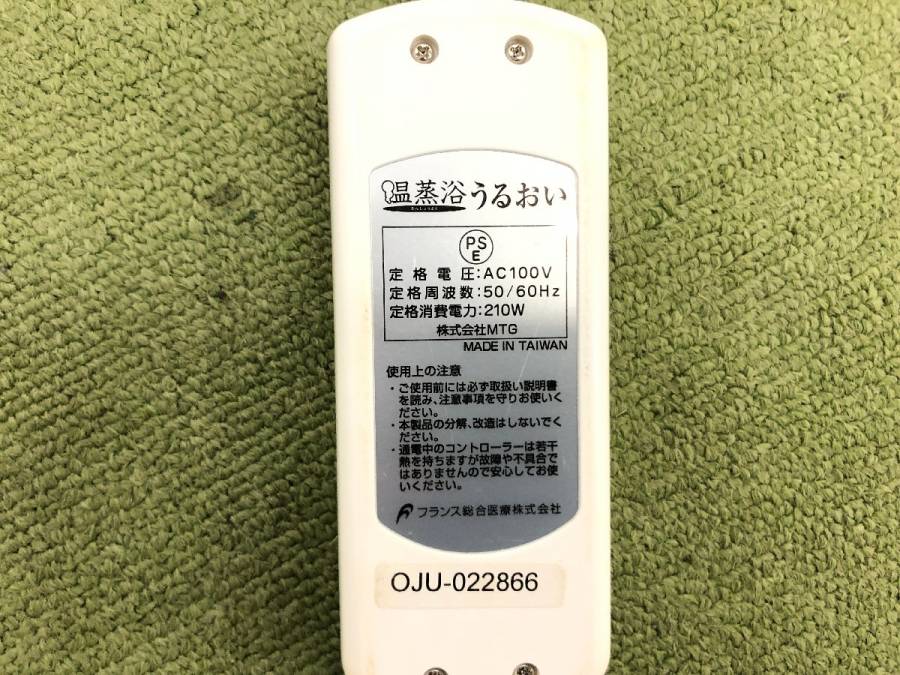 温蒸浴うるおい
PS
E
定格電圧:AC100V
定格周波数:50/60Hz
定格消費電力:210W
株式会社MTG
MADE IN TAIWAN
使用上の注意
・ご使用前には必ず取扱い説明書
を読み、注意事項を守りお使いく
ださい。
・本製品の分解、改造はしないでく
ださい。
・通電中のコントローラーは若干
熱を持ちますが故障や不具合で
はありませんので安心してお使
いください。
フランス総合医療株式会社
OJU-022866